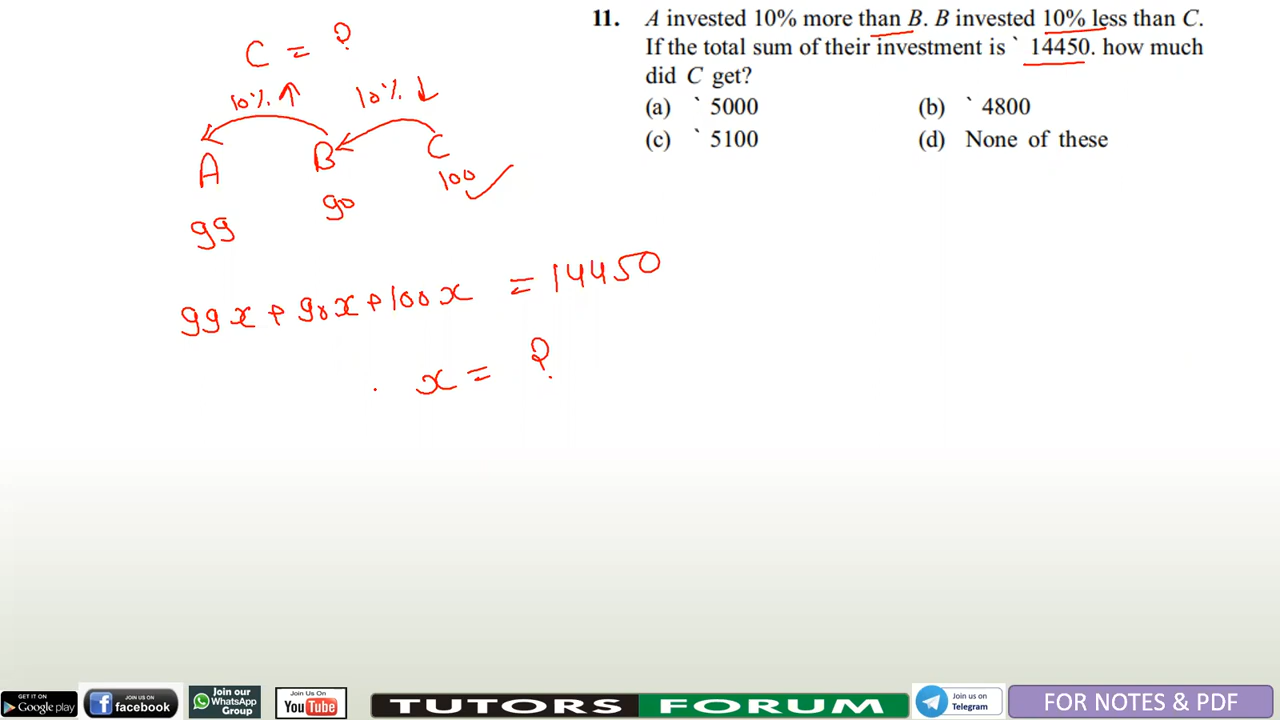 11. A invested 10% more than B. B invested 10% less than C.
If the total sum of their investment is ` 14450. how much
did C get?
(a) ` 5000 (b) ` 4800
(c) ` 5100 (d) None of these
C = ?
10% ↑ 10% ↓
A B C
99 90 100
99x + 90x + 100x = 14450
x = ?
GET IT ON
Google play
JOIN US ON
facebook
Join our
WhatsApp
Group
Join Us On
YouTube
TUTORS FORUM
Join us on
Telegram
FOR NOTES & PDF